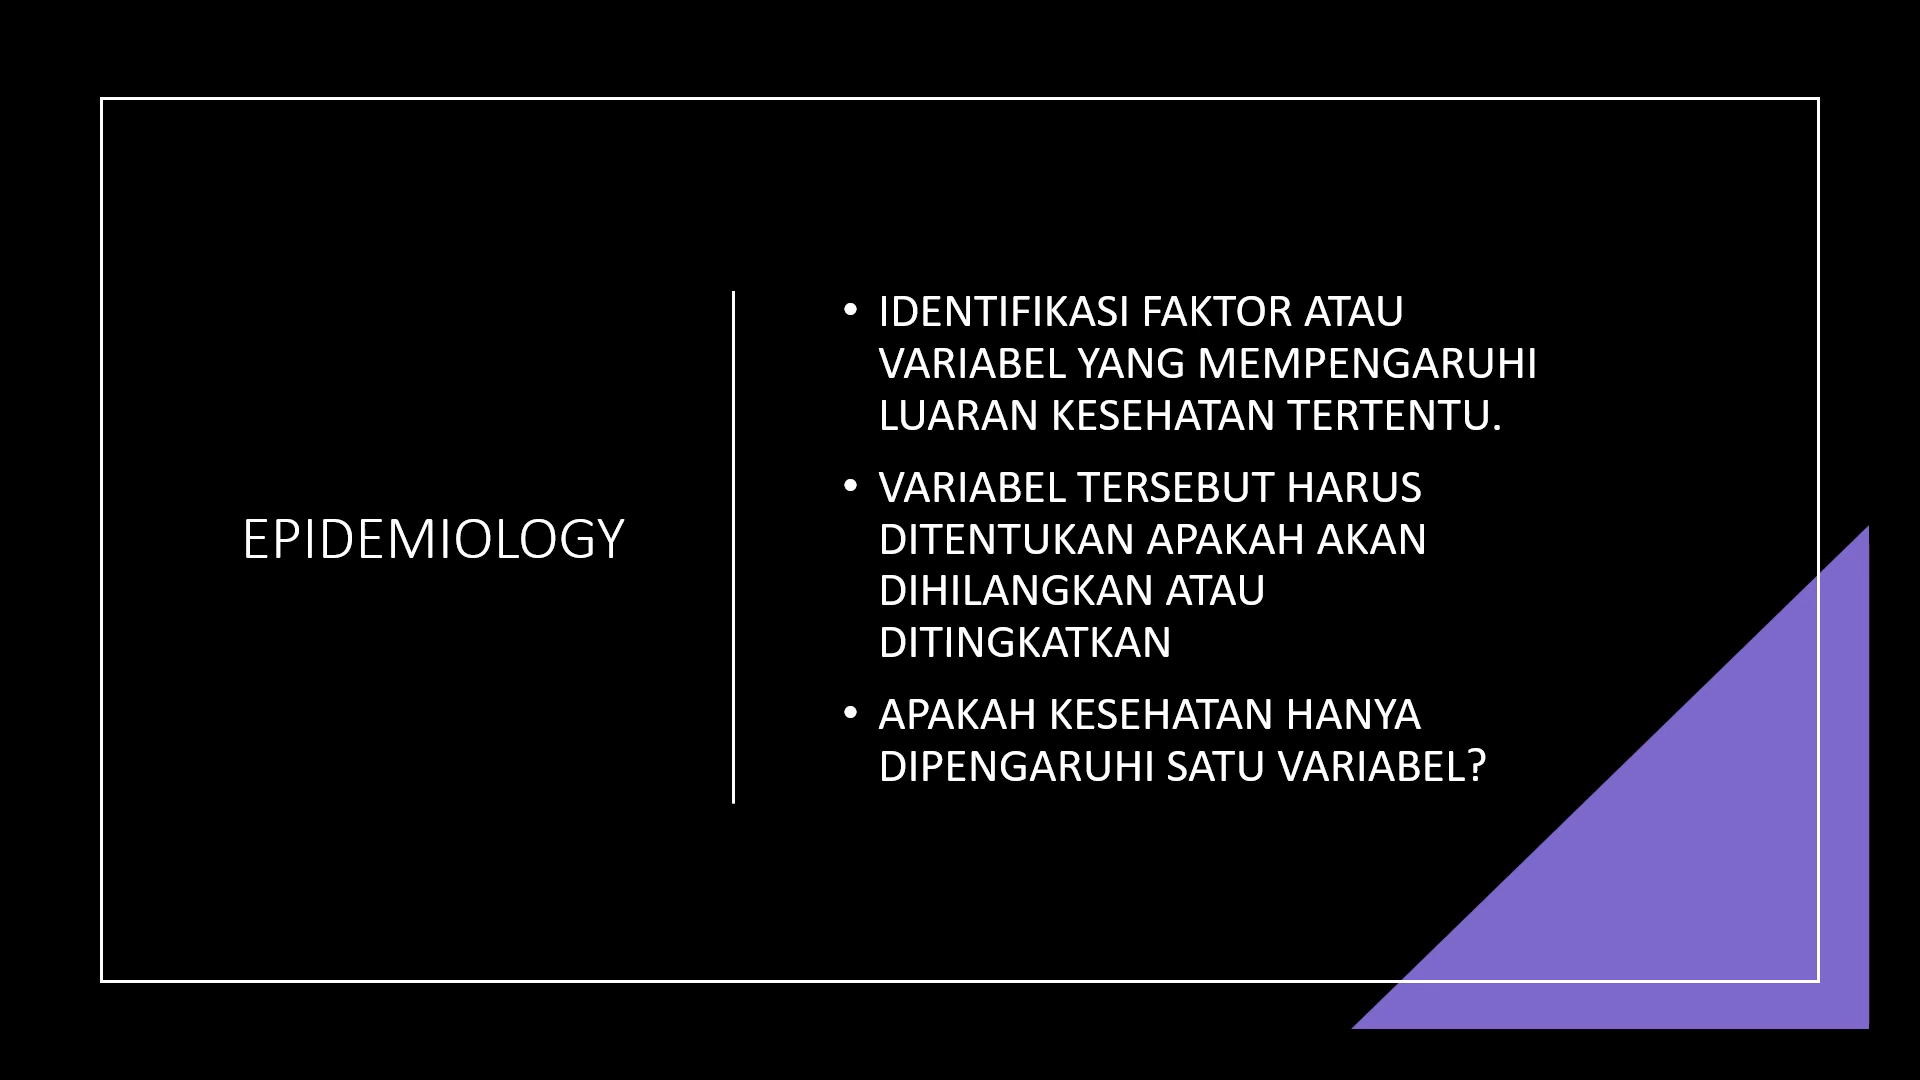 EPIDEMIOLOGY
• IDENTIFIKASI FAKTOR ATAU
VARIABEL YANG MEMPENGARUHI
LUARAN KESEHATAN TERTENTU.
• VARIABEL TERSEBUT HARUS
DITENTUKAN APAKAH AKAN
DIHILANGKAN ATAU
DITINGKATKAN
• APAKAH KESEHATAN HANYA
DIPENGARUHI SATU VARIABEL?